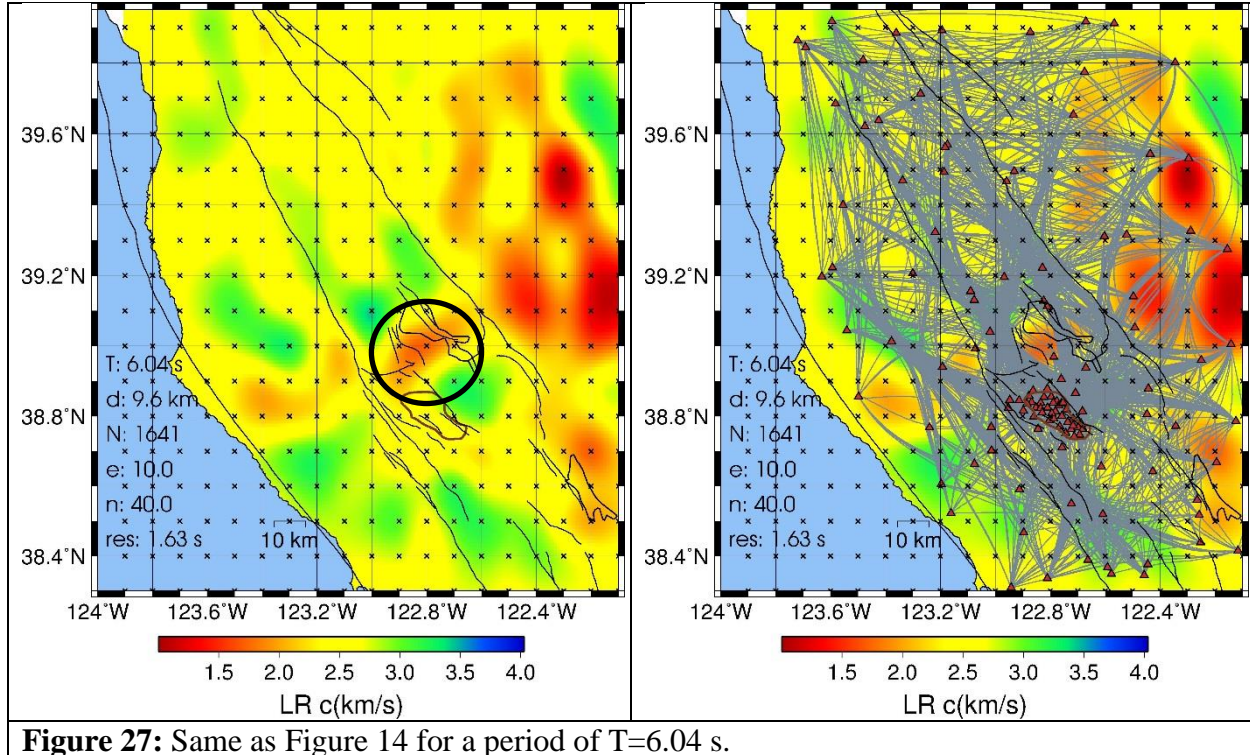 39.6°N
39.2°N
38.8°N
38.4°N
T: 6.04 s
d: 9.6 km
N: 1641
e: 10.0
n: 40.0
res: 1.63 s
10 km
124°W 123.6°W 123.2°W 122.8°W 122.4°W
1.5 2.0 2.5 3.0 3.5 4.0
LR c(km/s)
39.6°N
39.2°N
38.8°N
38.4°N
T: 6.04 s
d: 9.6 km
N: 1641
e: 10.0
n: 40.0
res: 1.63 s
10 km
124°W 123.6°W 123.2°W 122.8°W 122.4°W
1.5 2.0 2.5 3.0 3.5 4.0
LR c(km/s)
Figure 27: Same as Figure 14 for a period of T=6.04 s.